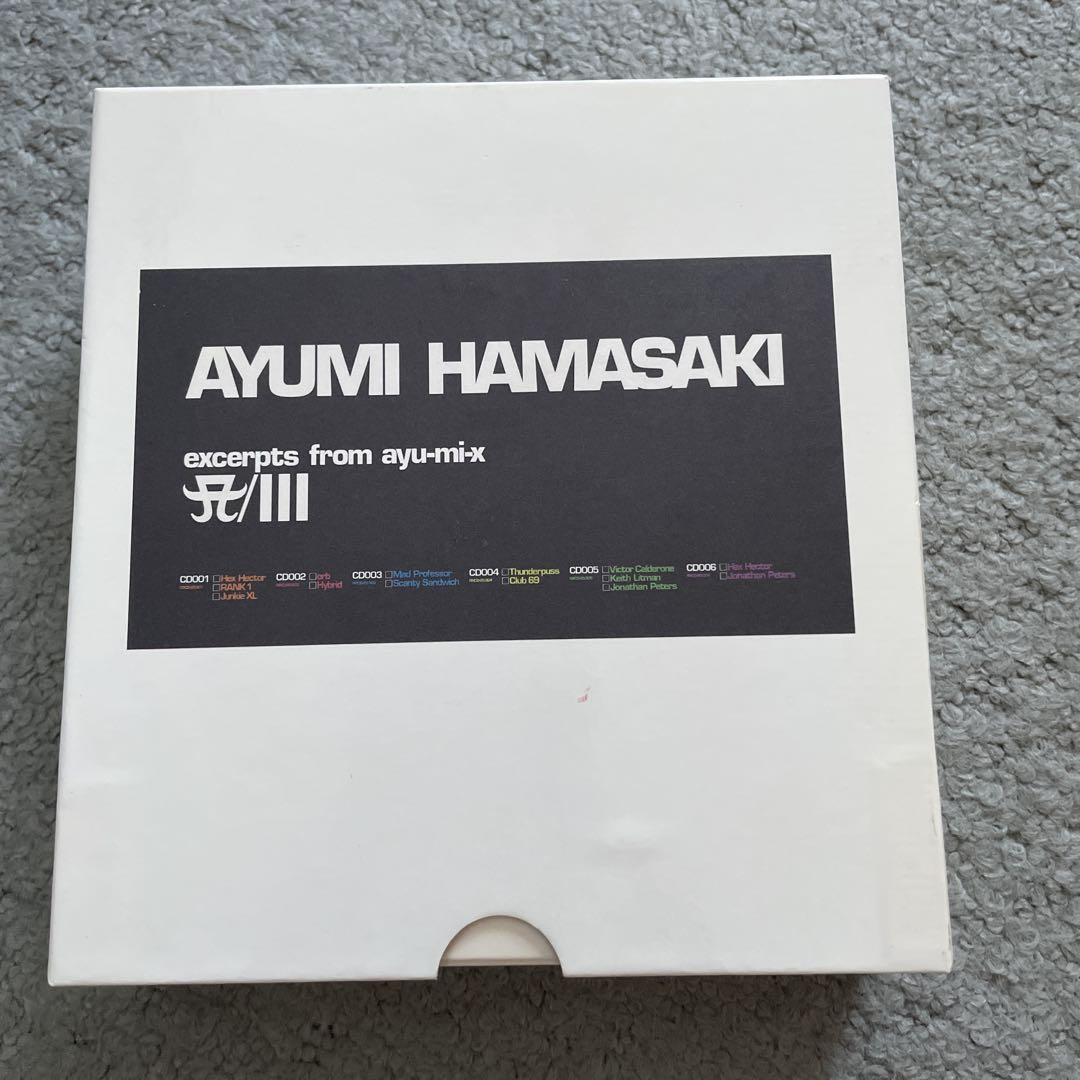 AYUMI HAMASAKI
excerpts from ayu-mi-x
/III
CD001 □Hex Hector
□RANK 1
□Junkie XL
CD002 □orb
□Hybrid
CD003 □Mad Professor
□Scanty Sandwich
CD004 □Thunderpuss
□Club 69
CD005 □Victor Calderone
□Keith Litman
□Jonathan Peters
CD006 □Hex Hector
□Jonathan Peters